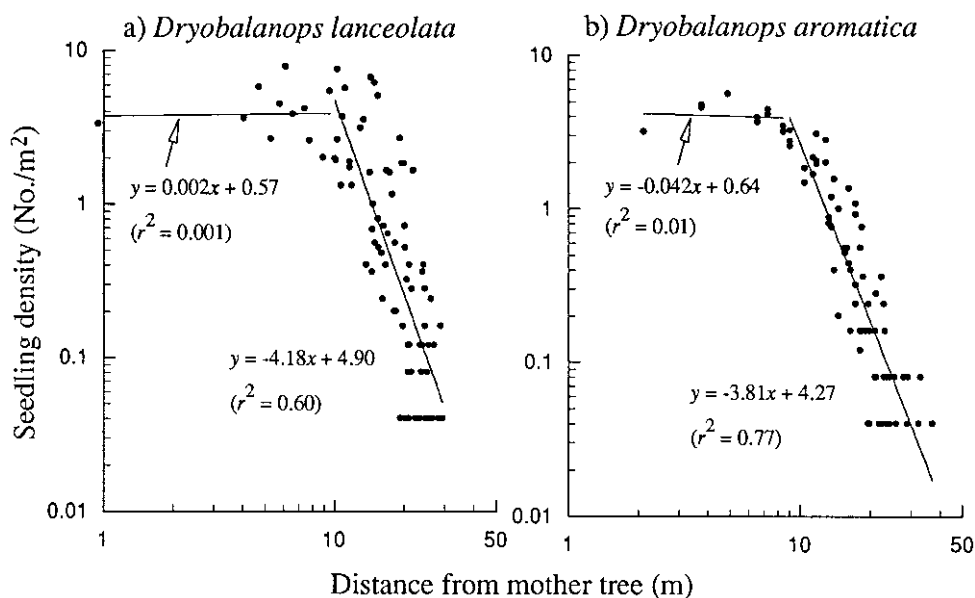 a) Dryobalanops lanceolata
b) Dryobalanops aromatica
Seedling density (No./m²)
10
1
0.1
0.01
y = 0.002x + 0.57
(r² = 0.001)
y = -4.18x + 4.90
(r² = 0.60)
1
10
50
10
1
0.1
0.01
y = -0.042x + 0.64
(r² = 0.01)
y = -3.81x + 4.27
(r² = 0.77)
1
10
50
Distance from mother tree (m)